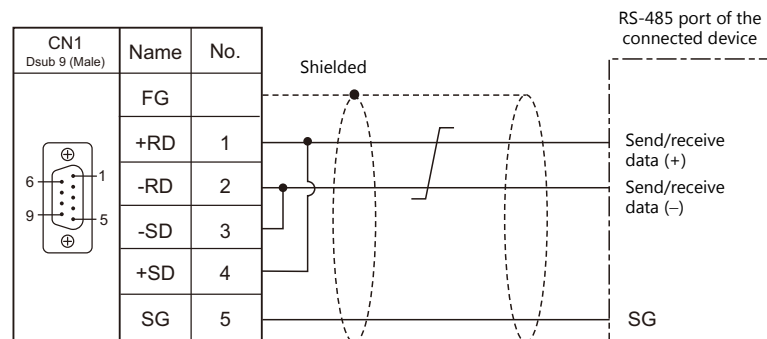 RS-485 port of the
connected device
CN1
Dsub 9 (Male)
Name
No.
Shielded
FG
+RD
1
Send/receive
data (+)
-RD
2
Send/receive
data (−)
6
1
9
5
-SD
3
+SD
4
SG
5
SG